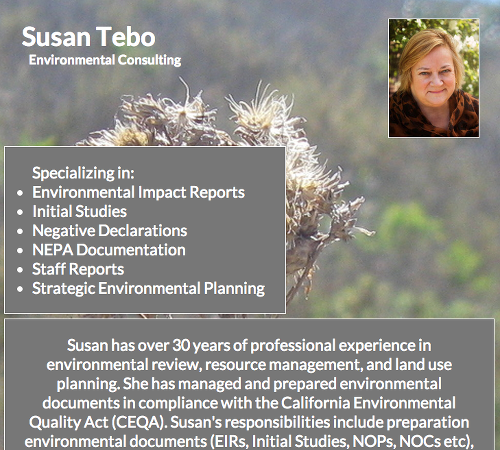 Susan Tebo
Environmental Consulting
Specializing in:
• Environmental Impact Reports
• Initial Studies
• Negative Declarations
• NEPA Documentation
• Staff Reports
• Strategic Environmental Planning
Susan has over 30 years of professional experience in
environmental review, resource management, and land use
planning. She has managed and prepared environmental
documents in compliance with the California Environmental
Quality Act (CEQA). Susan's responsibilities include preparation
environmental documents (EIRs, Initial Studies, NOPs, NOCs etc),